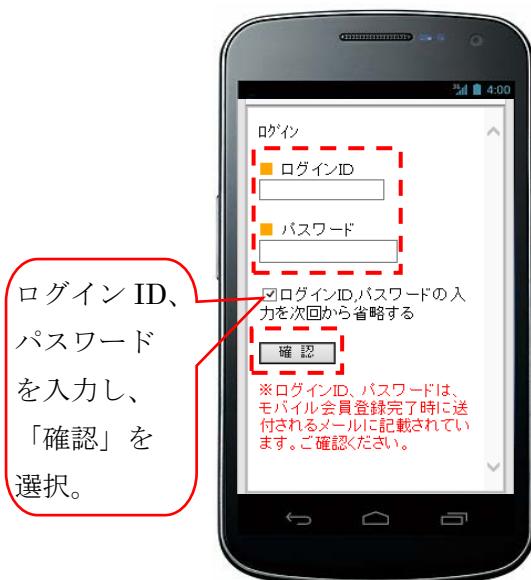 3G 4:00
ﾛｸﾞｲﾝ
ログインID
パスワード
ログインID,パスワードの入
力を次回から省略する
確 認
※ログインID、パスワードは、
モバイル会員登録完了時に送
付されるメールに記載されてい
ます。ご確認ください。
ログイン ID、
パスワード
を入力し、
「確認」を
選択。